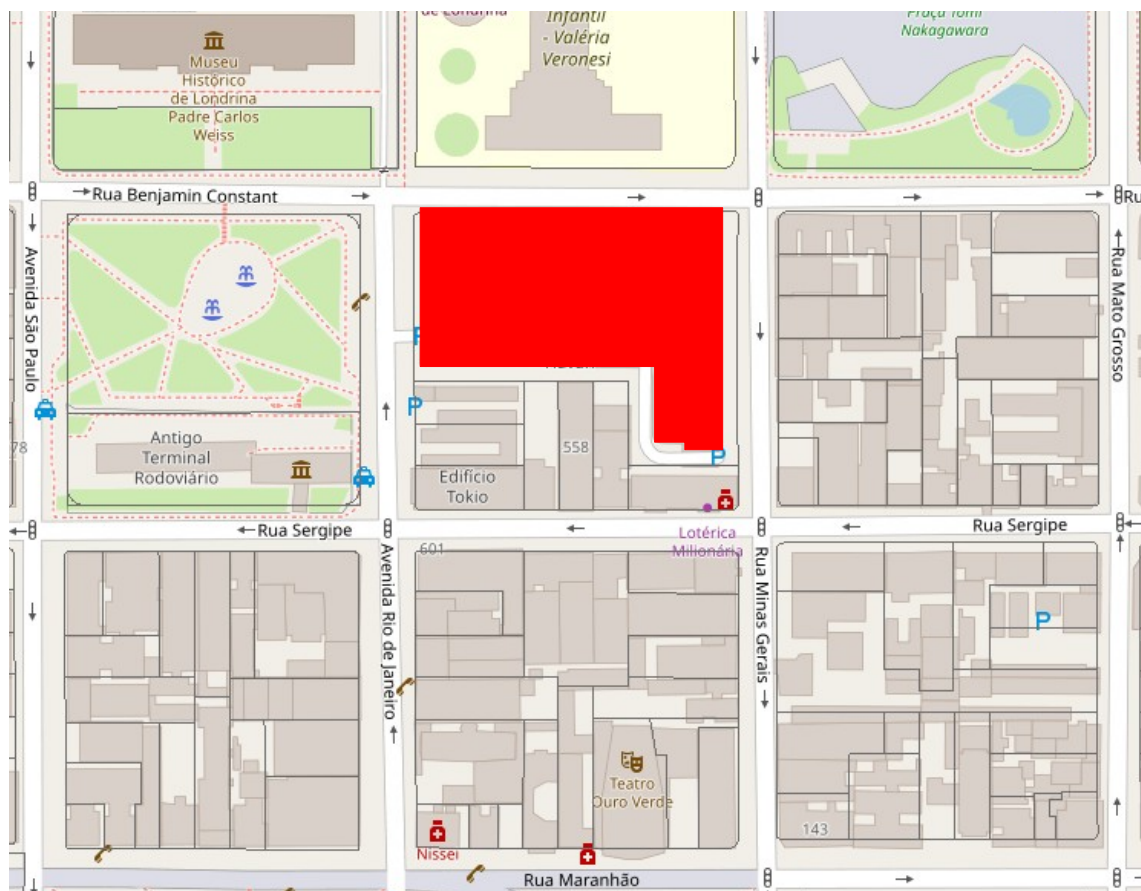 de Londrina
Infantil
- Valéria
Veronesi
Praça Tomi
Nakagawara
Museu
Histórico
de Londrina
Padre Carlos
Weiss
Rua Benjamin Constant
Ru
Avenida São Paulo
Rua Mato Grosso
P
P
78
Antigo
Terminal
Rodoviário
558
P
Edifício
Tokio
Rua Sergipe
Rua Sergipe
Lotérica
Milionária
601
Avenida Rio de Janeiro
Rua Minas Gerais
P
Teatro
Ouro Verde
143
Nissei
Rua Maranhão